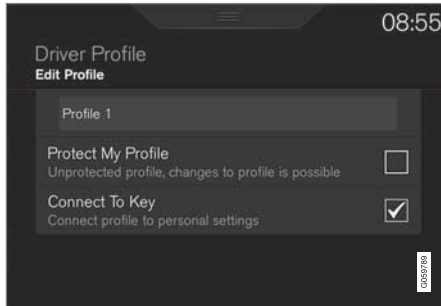 08:55
Driver Profile
Edit Profile
Profile 1
Protect My Profile
Unprotected profile, changes to profile is possible
Connect To Key
Connect profile to personal settings
G059789